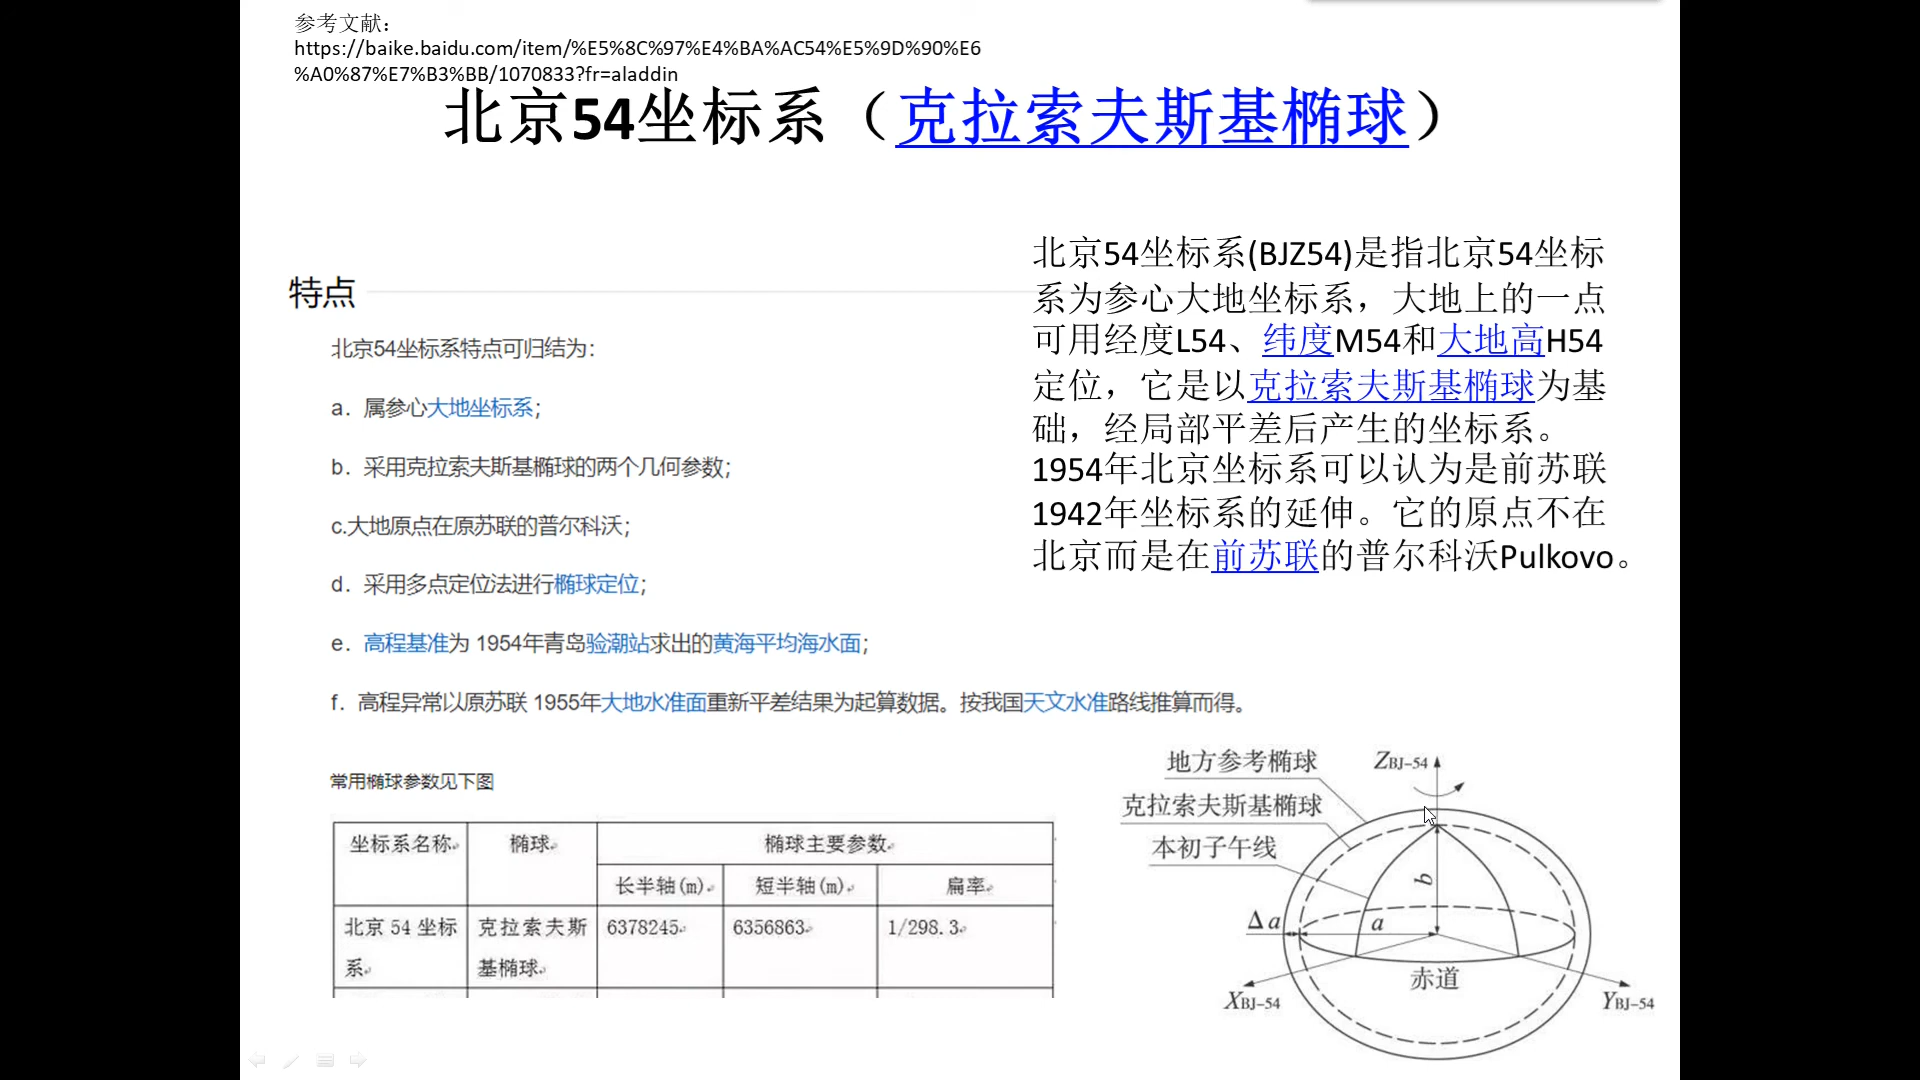 参考文献：
https://baike.baidu.com/item/%E5%8C%97%E4%BA%AC54%E5%9D%90%E6
%A0%87%E7%B3%BB/1070833?fr=aladdin
北京54坐标系（克拉索夫斯基椭球）
特点
北京54坐标系特点可归结为：
a．属参心大地坐标系；
b．采用克拉索夫斯基椭球的两个几何参数；
c.大地原点在原苏联的普尔科沃；
d．采用多点定位法进行椭球定位；
e．高程基准为 1954年青岛验潮站求出的黄海平均海水面；
f．高程异常以原苏联 1955年大地水准面重新平差结果为起算数据。按我国天文水准路线推算而得。
北京54坐标系(BJZ54)是指北京54坐标
系为参心大地坐标系，大地上的一点
可用经度L54、纬度M54和大地高H54
定位，它是以克拉索夫斯基椭球为基
础，经局部平差后产生的坐标系。
1954年北京坐标系可以认为是前苏联
1942年坐标系的延伸。它的原点不在
北京而是在前苏联的普尔科沃Pulkovo。
常用椭球参数见下图
坐标系名称 椭球 椭球主要参数
长半轴(m) 短半轴(m) 扁率
北京 54 坐标 克拉索夫斯 6378245 6356863 1/298.3
系 基椭球
地方参考椭球
ZBJ-54
克拉索夫斯基椭球
本初子午线
b
Δa
a
赤道
XBJ-54
YBJ-54